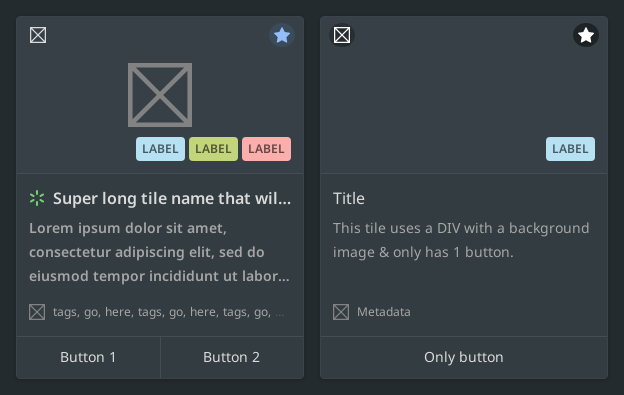 LABEL LABEL LABEL
Super long tile name that wil...
Lorem ipsum dolor sit amet,
consectetur adipiscing elit, sed do
eiusmod tempor incididunt ut labor...
tags, go, here, tags, go, here, tags, go, ...
Button 1 Button 2
LABEL
Title
This tile uses a DIV with a background
image & only has 1 button.
Metadata
Only button